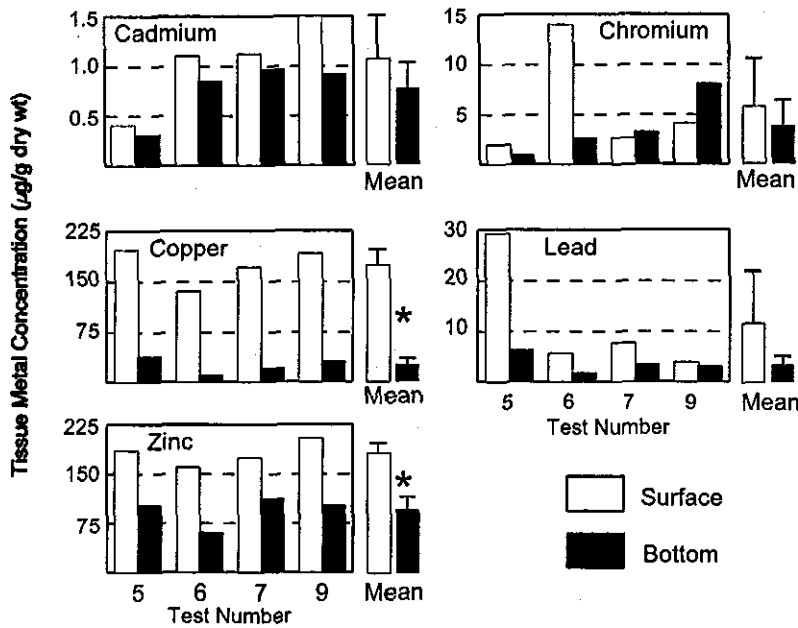 Tissue Metal Concentration (µg/g dry wt)
Cadmium
1.5
1.0
0.5
Mean
Chromium
15
10
5
Mean
Copper
225
150
75
*
Mean
Lead
30
20
10
5 6 7 9 Mean
Test Number
Zinc
225
150
75
*
5 6 7 9 Mean
Test Number
Surface
Bottom